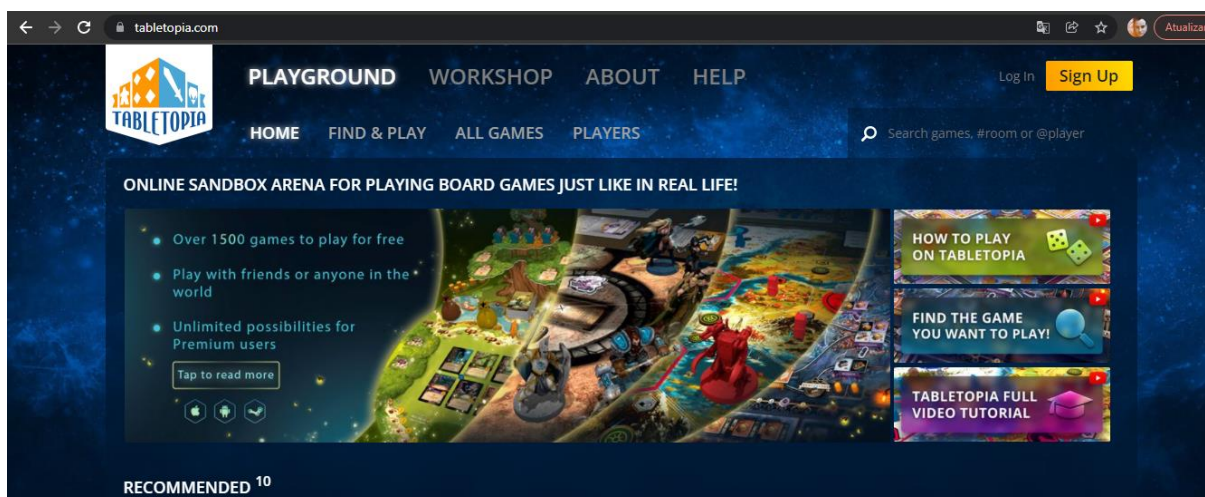 tabletopia.com
Atualizar
TABLETOPIA
PLAYGROUND WORKSHOP ABOUT HELP
Log In Sign Up
HOME FIND & PLAY ALL GAMES PLAYERS
Search games, #room or @player
ONLINE SANDBOX ARENA FOR PLAYING BOARD GAMES JUST LIKE IN REAL LIFE!
Over 1500 games to play for free
Play with friends or anyone in the
world
Unlimited possibilities for
Premium users
Tap to read more
HOW TO PLAY
ON TABLETOPIA
FIND THE GAME
YOU WANT TO PLAY!
TABLETOPIA FULL
VIDEO TUTORIAL
RECOMMENDED 10